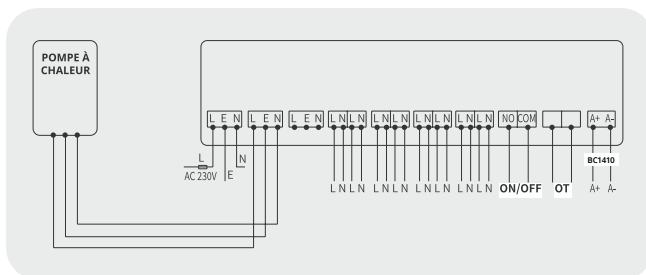 POMPE À
CHALEUR
L E N L E N L E N L N L N L N L N L N L N L N L N NO COM A+ A-
BC1410
L N
AC 230V E
L N L N L N L N L N L N L N L N ON/OFF OT A+ A-